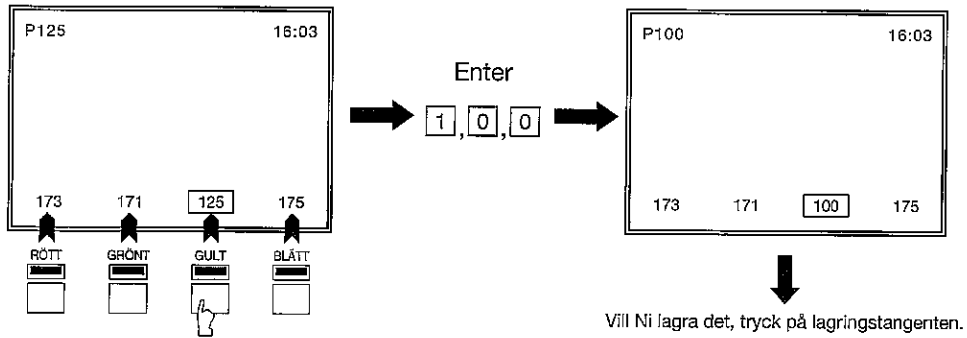 P125 16:03
173 171 125 175
RÖTT GRÖNT GULT BLÅTT
Enter
1, 0, 0
P100 16:03
173 171 100 175
Vill Ni lagra det, tryck på lagringstangenten.